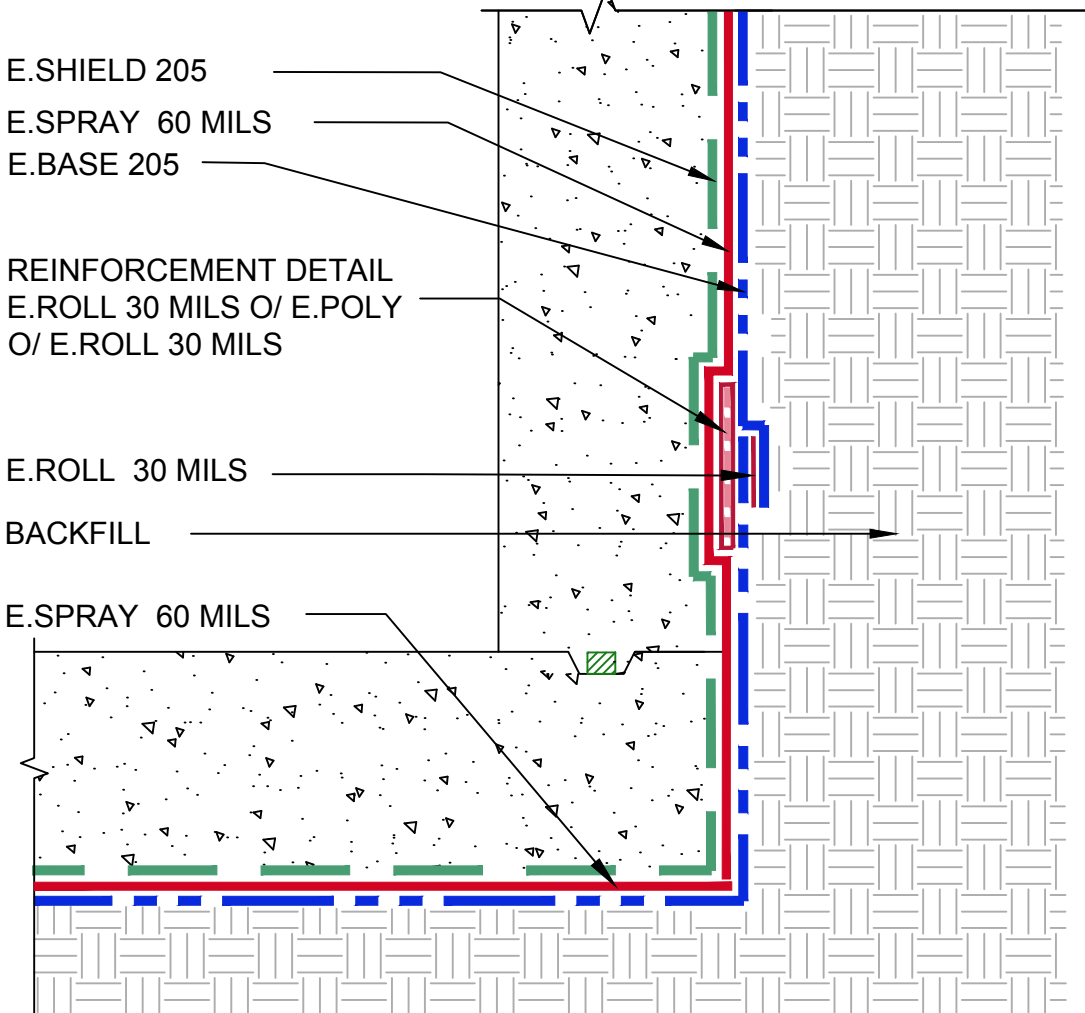 E.SHIELD 205
E.SPRAY 60 MILS
E.BASE 205
REINFORCEMENT DETAIL
E.ROLL 30 MILS O/ E.POLY
O/ E.ROLL 30 MILS
E.ROLL 30 MILS
BACKFILL
E.SPRAY 60 MILS